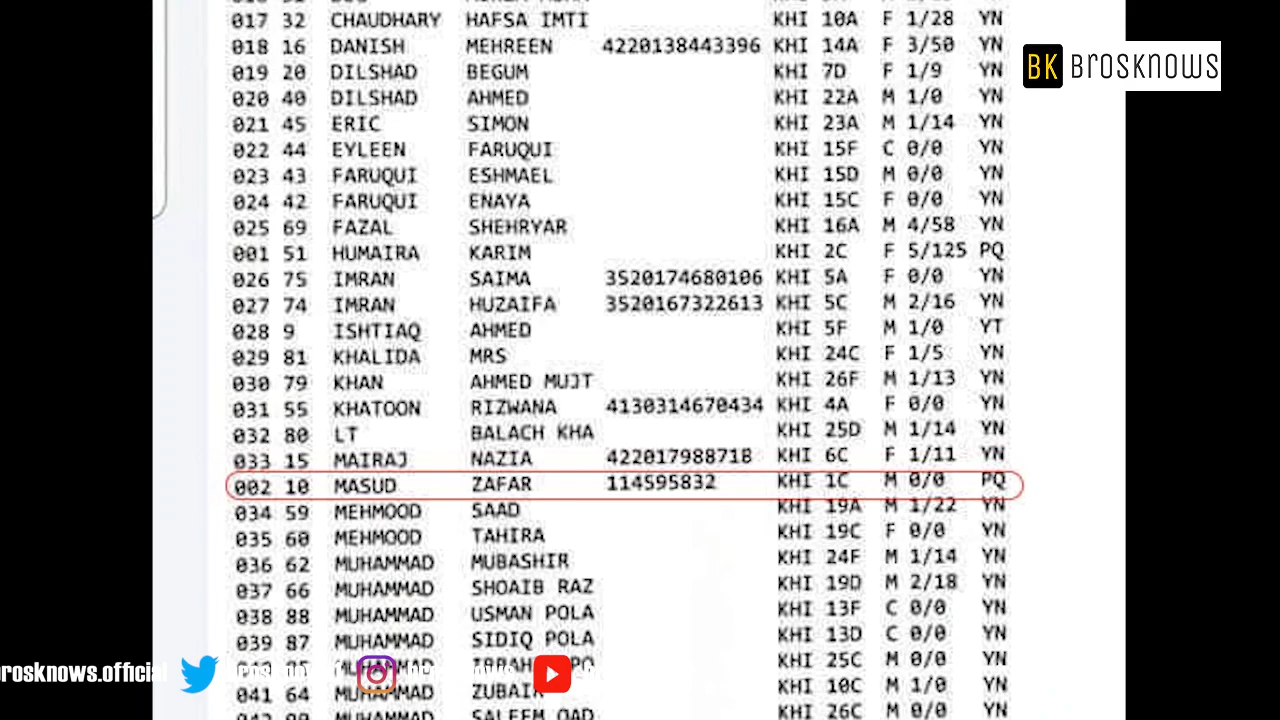 017 32 CHAUDHARY HAFSA IMTI KHI 10A F 1/28 YN
018 16 DANISH MEHREEN 4220138443396 KHI 14A F 3/50 YN
BK BROSKNOWS
019 20 DILSHAD BEGUM KHI 7D F 1/9 YN
020 40 DILSHAD AHMED KHI 22A M 1/0 YN
021 45 ERIC SIMON KHI 23A M 1/14 YN
022 44 EYLEEN FARUQUI KHI 15F C 0/0 YN
023 43 FARUQUI ESHMAEL KHI 15D M 0/0 YN
024 42 FARUQUI ENAYA KHI 15C F 0/0 YN
025 69 FAZAL SHEHRYAR KHI 16A M 4/58 YN
001 51 HUMAIRA KARIM KHI 2C F 5/125 PQ
026 75 IMRAN SAIMA 3520174680106 KHI 5A F 0/0 YN
027 74 IMRAN HUZAIFA 3520167322613 KHI 5C M 2/16 YN
028 9 ISHTIAQ AHMED KHI 5F M 1/0 YT
029 81 KHALIDA MRS KHI 24C F 1/5 YN
030 79 KHAN AHMED MUJT KHI 26F M 1/13 YN
031 55 KHATOON RIZWANA 4130314670434 KHI 4A F 0/0 YN
032 80 LT BALACH KHA KHI 25D M 1/14 YN
033 15 MAIRAJ NAZIA 422017988718 KHI 6C F 1/11 YN
002 10 MASUD ZAFAR 114595832 KHI 1C M 0/0 PQ
034 59 MEHMOOD SAAD KHI 19A M 1/22 YN
035 60 MEHMOOD TAHIRA KHI 19C F 0/0 YN
036 62 MUHAMMAD MUBASHIR KHI 24F M 1/14 YN
037 66 MUHAMMAD SHOAIB RAZ KHI 19D M 2/18 YN
038 88 MUHAMMAD USMAN POLA KHI 13F C 0/0 YN
039 87 MUHAMMAD SIDIQ POLA KHI 13D C 0/0 YN
MUHAMMAD KHI 25C M 0/0 YN
brosknows.official
041 64 MUHAMMAD ZUBAIR KHI 10C M 1/0 YN
SALEEM QAD KHI 26C M YN